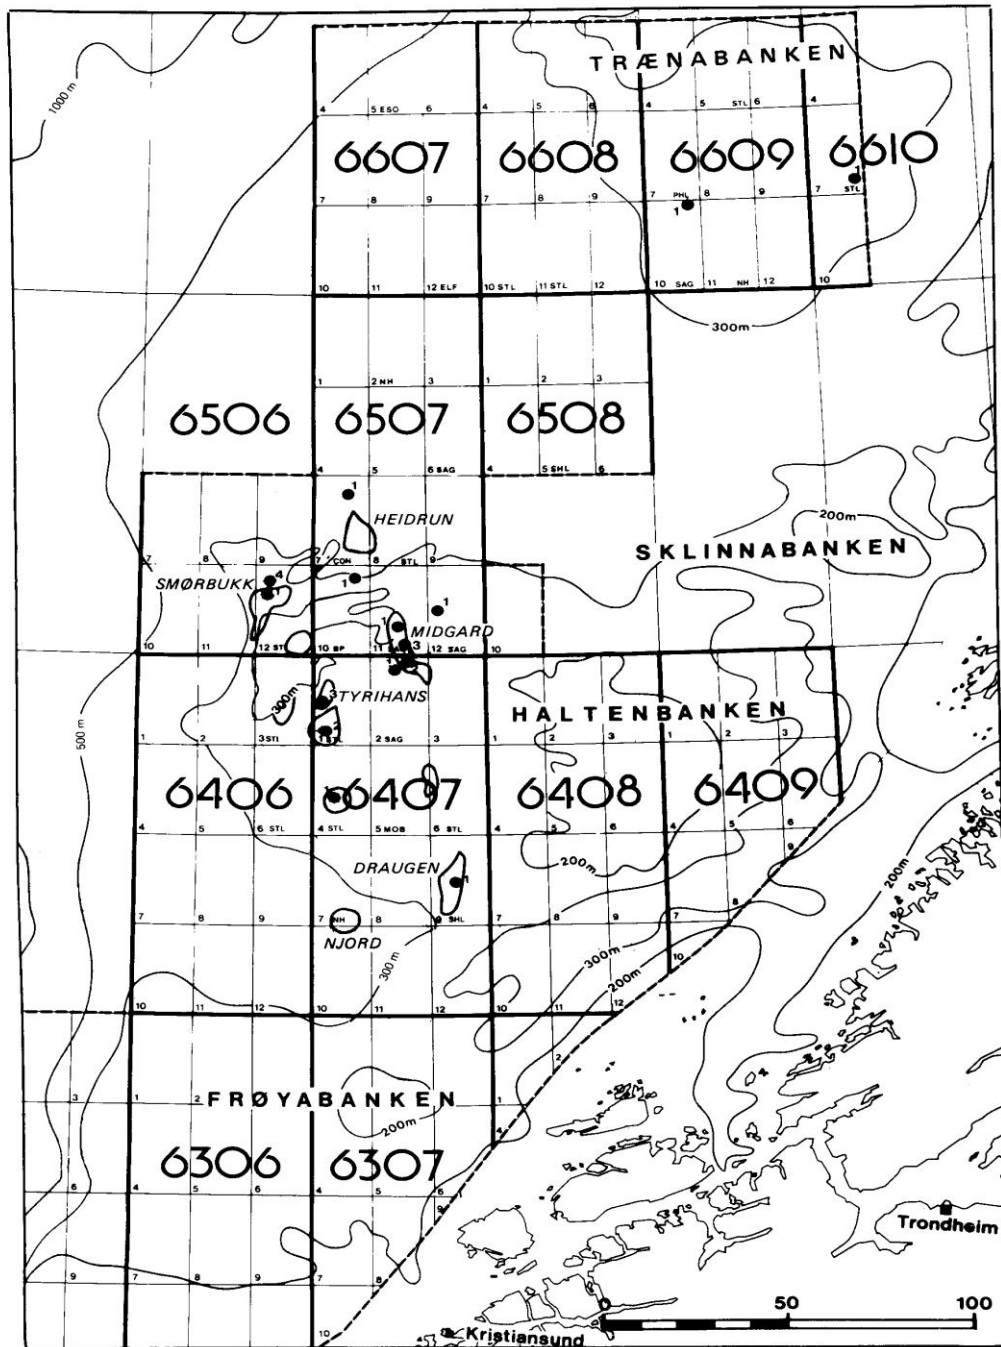 1000 m
TRÆNABANKEN
4 5 ESO 6 4 5 6 4 5 STL 6 4
6607 6608 6609 6610
1
7 8 9 7 8 9 7 PHL 8 9 7 STL
1
10 11 12 ELF 10 STL 11 STL 12 10 SAG 11 NH 12 10
300m
1 2 NH 3 1 2 3
6506 6507 6508
4 5 6 SAG 4 5 SHL 6
1
HEIDRUN
200m
SKLINNABANKEN
7 8 9 7 CON 8 STL 9
4
SMØRBUKK 1 1
1 MIDGARD
3
10 11 12 10 BP 11 12 SAG 10
3 TYRIHANS
300m
HALTENBANKEN
500 m
1 2 3 STL 1 STL 2 SAG 3 1 2 3 1 2 3
6406 6407 6408 6409
4 5 6 STL 4 STL 5 MOB 6 STL 4 5 6 4 5 6
9
200m
DRAUGEN 1
200m
7 8 9 7 NH 8 9 SHL 7 8 9 7 8
NJORD
300 m
300m
200m
10
10 11 12 10 11 12 10 11 12
2
3 1 2 FRØYABANKEN 1
200m
4
6306 6307
6 4 5 6 4 5 6
9
Trondheim
9 7 8 9 7 8
0 50 100
10
Kristiansund